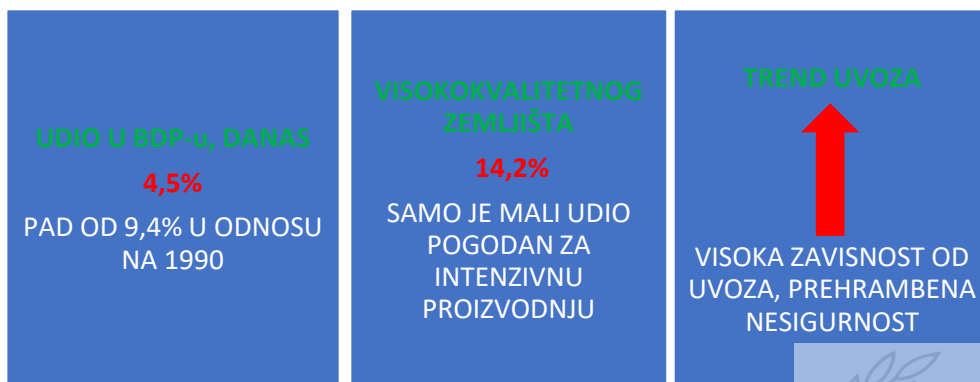 UDIO U BDP-u, DANAS
4,5%
PAD OD 9,4% U ODNOSU
NA 1990
VISOKOKVALITETNOG
ZEMLJIŠTA
14,2%
SAMO JE MALI UDIO
POGODAN ZA
INTENZIVNU
PROIZVODNJU
TREND UVOZA
VISOKA ZAVISNOST OD
UVOZA, PREHRAMBENA
NESIGURNOST